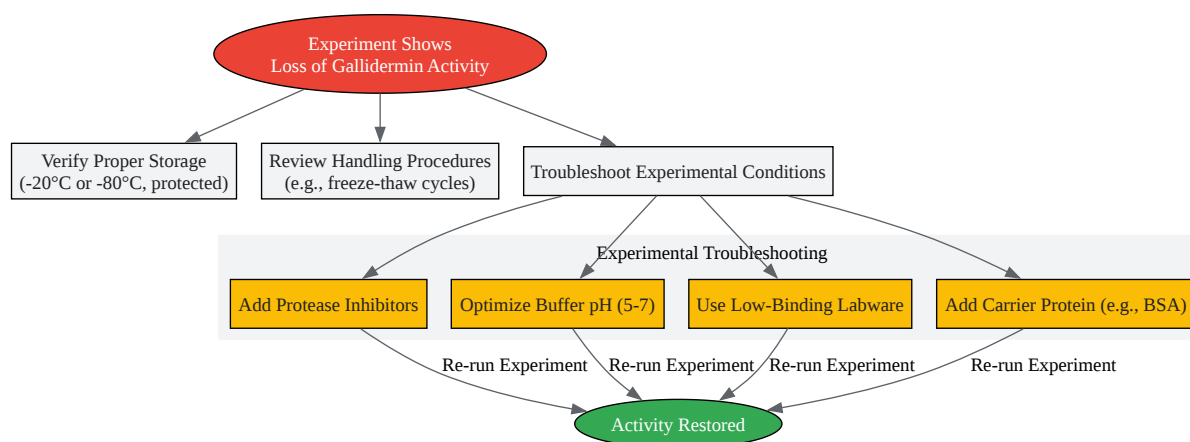 Experiment Shows
Loss of Gallidermin Activity
Verify Proper Storage
(-20°C or -80°C, protected)
Review Handling Procedures
(e.g., freeze-thaw cycles)
Troubleshoot Experimental Conditions
Experimental Troubleshooting
Add Protease Inhibitors
Optimize Buffer pH (5-7)
Use Low-Binding Labware
Add Carrier Protein (e.g., BSA)
Re-run Experiment
Re-run Experiment
Re-run Experiment
Re-run Experiment
Activity Restored